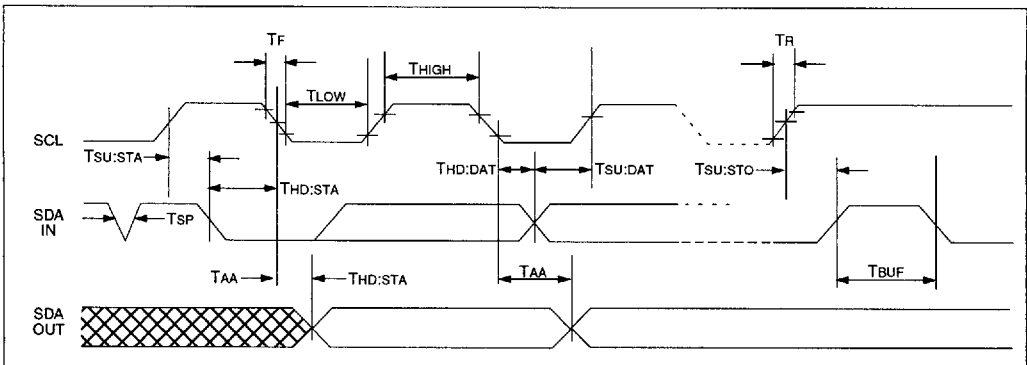 TF
TR
THIGH
TLOW
SCL
TSU:STA
THD:DAT
TSU:DAT
TSU:STO
THD:STA
SDA
IN
TSP
TAA
THD:STA
TAA
TBUF
SDA
OUT